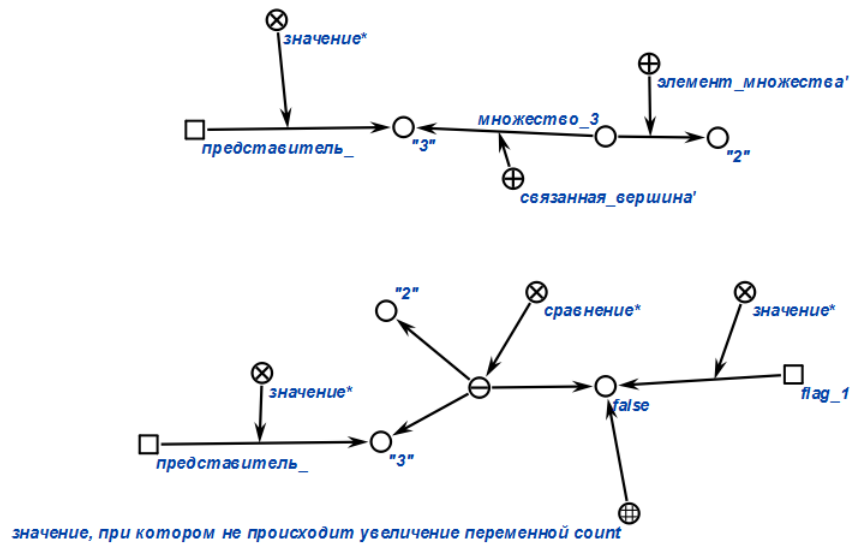 значение*
элемент_множества'
множество_3
представитель_
"3"
"2"
связанная_вершина'
"2"
сравнение*
значение*
значение*
false
flag_1
представитель_
"3"
значение, при котором не происходит увеличение переменной count